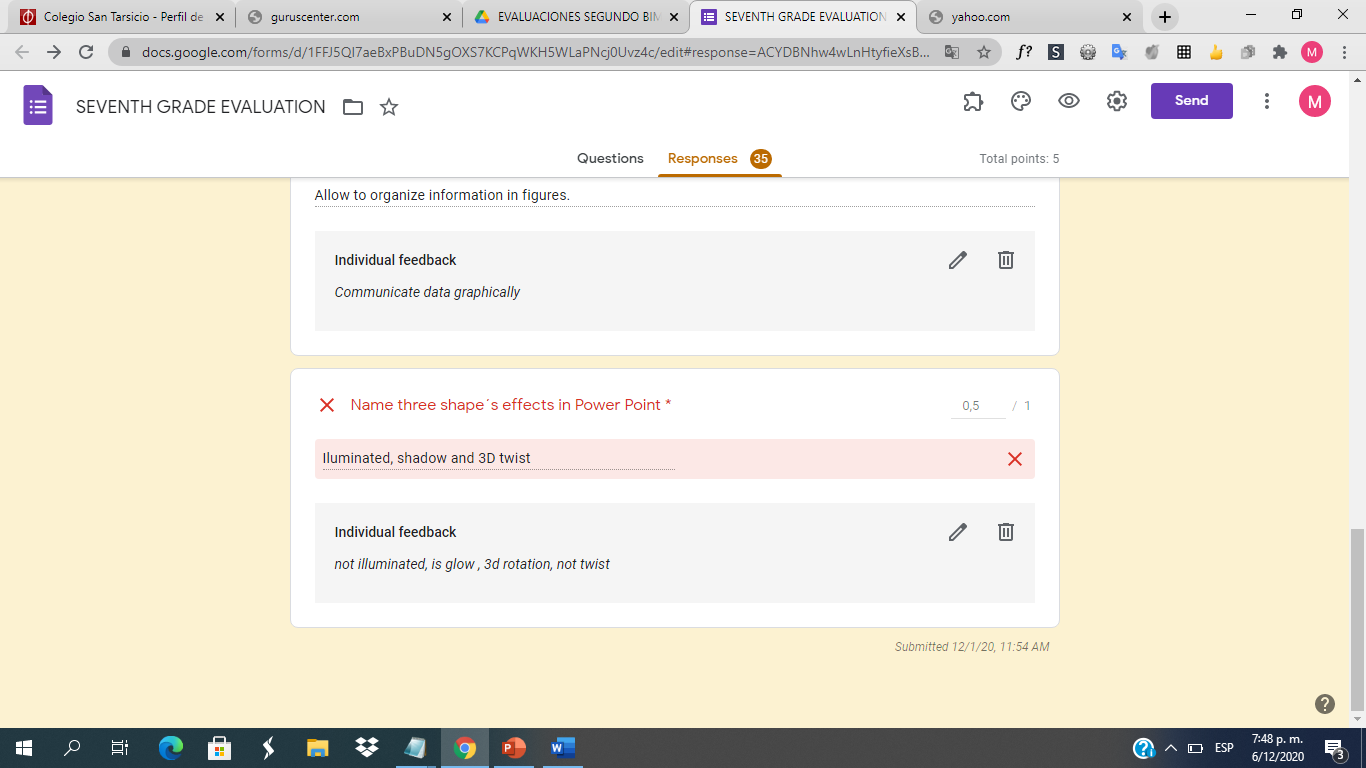 Colegio San Tarsicio - Perfil de
guruscenter.com
EVALUACIONES SEGUNDO BIM
SEVENTH GRADE EVALUATION
yahoo.com
docs.google.com/forms/d/1FFJ5QI7aeBxPBuDN5gOXS7KCPqWKH5WLaPNcj0Uvz4c/edit#response=ACYDBNhw4wLnHtyfieXsB...
f?
S
M
SEVENTH GRADE EVALUATION
Send
M
Questions
Responses 35
Total points: 5
Allow to organize information in figures.
Individual feedback
Communicate data graphically
Name three shape´s effects in Power Point *
0,5 / 1
Iluminated, shadow and 3D twist
Individual feedback
not illuminated, is glow , 3d rotation, not twist
Submitted 12/1/20, 11:54 AM
ESP
7:48 p. m.
6/12/2020
3